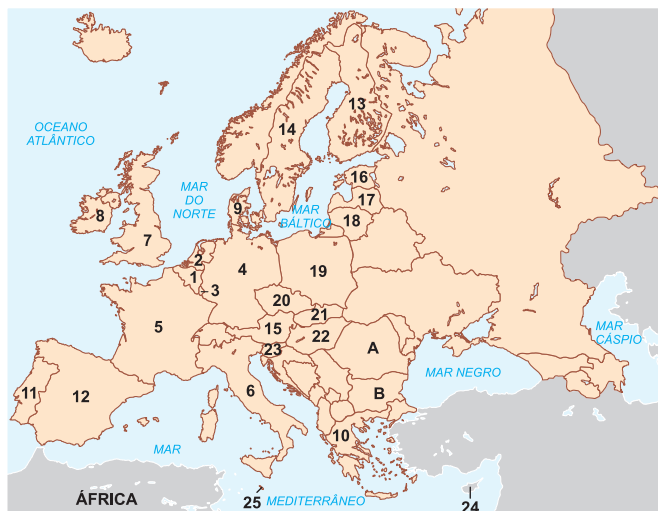 OCEANO
ATLÂNTICO
13
14
16
MAR
DO
NORTE
9
MAR
BÁLTICO
17
8
18
7
2
4
19
1
3
20
5
21
15
22
MAR
CÁSPIO
23
A
MAR NEGRO
6
B
11
12
10
MAR
ÁFRICA
25
MEDITERRÂNEO
24